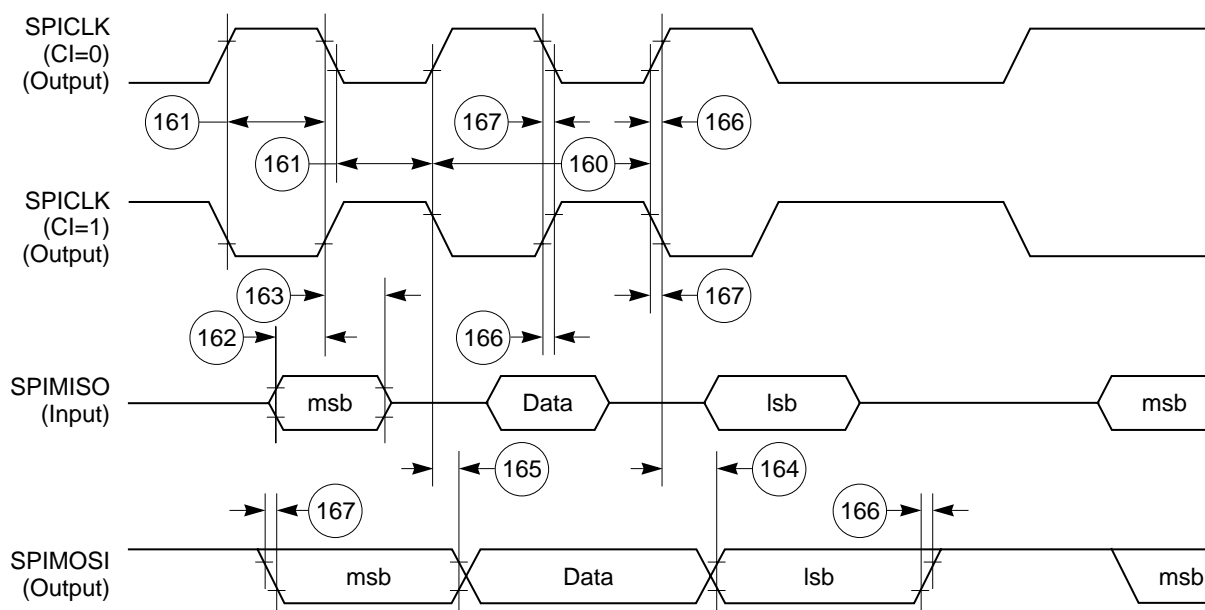 SPICLK
(CI=0)
(Output)
161
167
166
161
160
SPICLK
(CI=1)
(Output)
163
167
162
166
SPIMISO
(Input)
msb
Data
lsb
msb
165
164
167
166
SPIMOSI
(Output)
msb
Data
lsb
msb